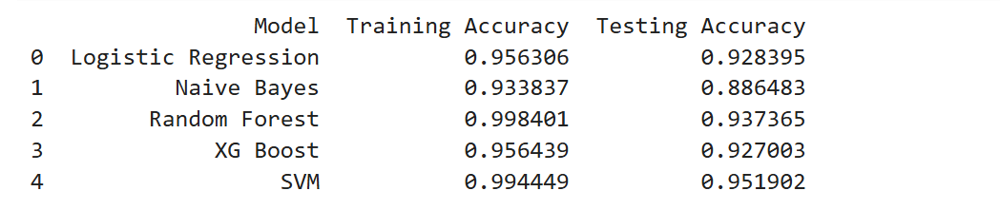 Model Training Accuracy Testing Accuracy
0 Logistic Regression 0.956306 0.928395
1 Naive Bayes 0.933837 0.886483
2 Random Forest 0.998401 0.937365
3 XG Boost 0.956439 0.927003
4 SVM 0.994449 0.951902